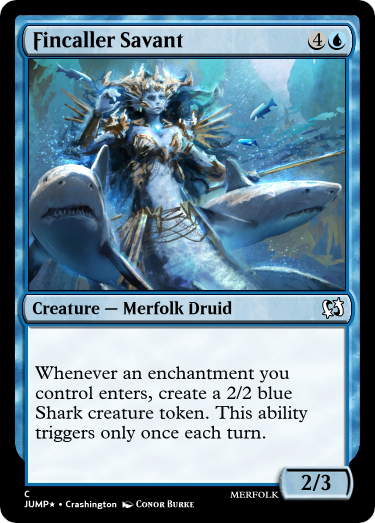 Fincaller Savant 4
Creature — Merfolk Druid
Whenever an enchantment you
control enters, create a 2/2 blue
Shark creature token. This ability
triggers only once each turn.
2/3
C
JUMP★ • Crashington Conor Burke
MERFOLK